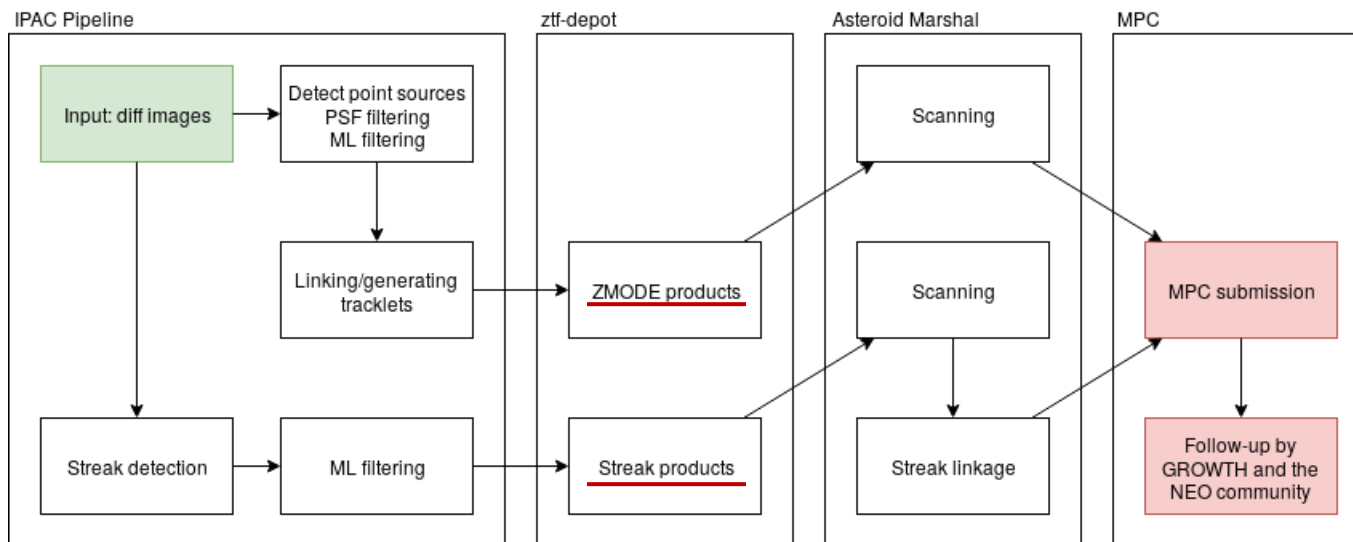 IPAC Pipeline
ztf-depot
Asteroid Marshal
MPC
Input: diff images
Detect point sources
PSF filtering
ML filtering
Scanning
Linking/generating
tracklets
ZMODE products
Scanning
MPC submission
Streak detection
ML filtering
Streak products
Streak linkage
Follow-up by
GROWTH and the
NEO community